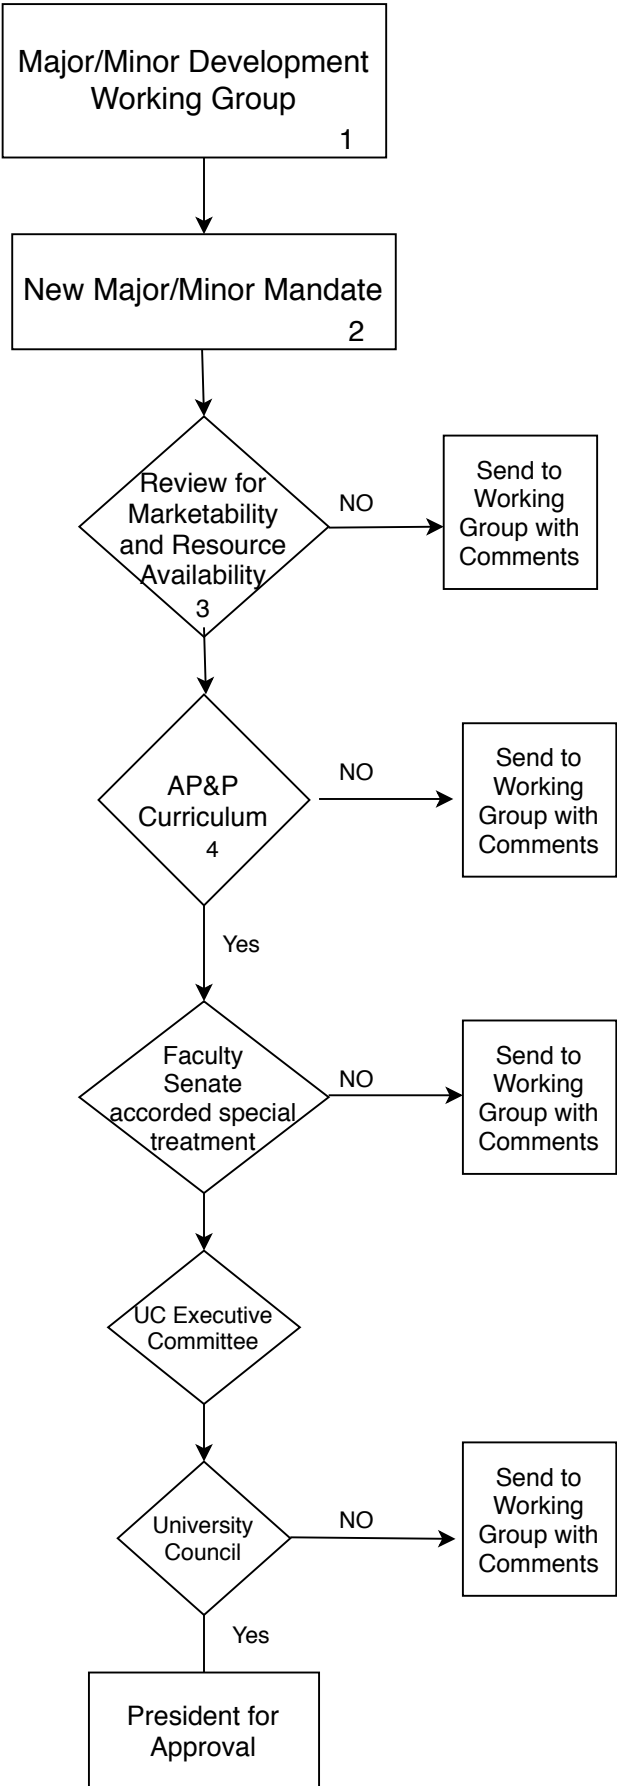 Major/Minor Development
Working Group
1
New Major/Minor Mandate
2
Review for
Marketability
and Resource
Availability
3
NO
Send to
Working
Group with
Comments
AP&P
Curriculum
4
NO
Send to
Working
Group with
Comments
Yes
Faculty
Senate
accorded special
treatment
NO
Send to
Working
Group with
Comments
UC Executive
Committee
University
Council
NO
Send to
Working
Group with
Comments
Yes
President for
Approval